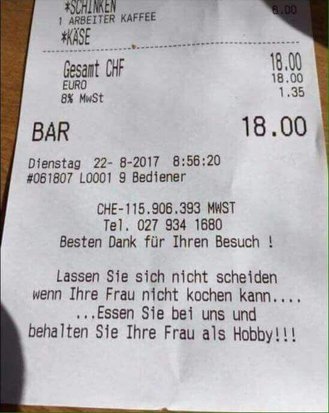 *SCHINKEN 8.00
1 ARBEITER KAFFEE
*KÄSE
Gesamt CHF 18.00
EURO 18.00
8% MwSt 1.35
BAR 18.00
Dienstag 22- 8-2017 8:56:20
#061807 L0001 9 Bediener
CHE-115.906.393 MWST
Tel. 027 934 1680
Besten Dank für Ihren Besuch !
Lassen Sie sich nicht scheiden
wenn Ihre Frau nicht kochen kann....
...Essen Sie bei uns und
behalten Sie Ihre Frau als Hobby!!!